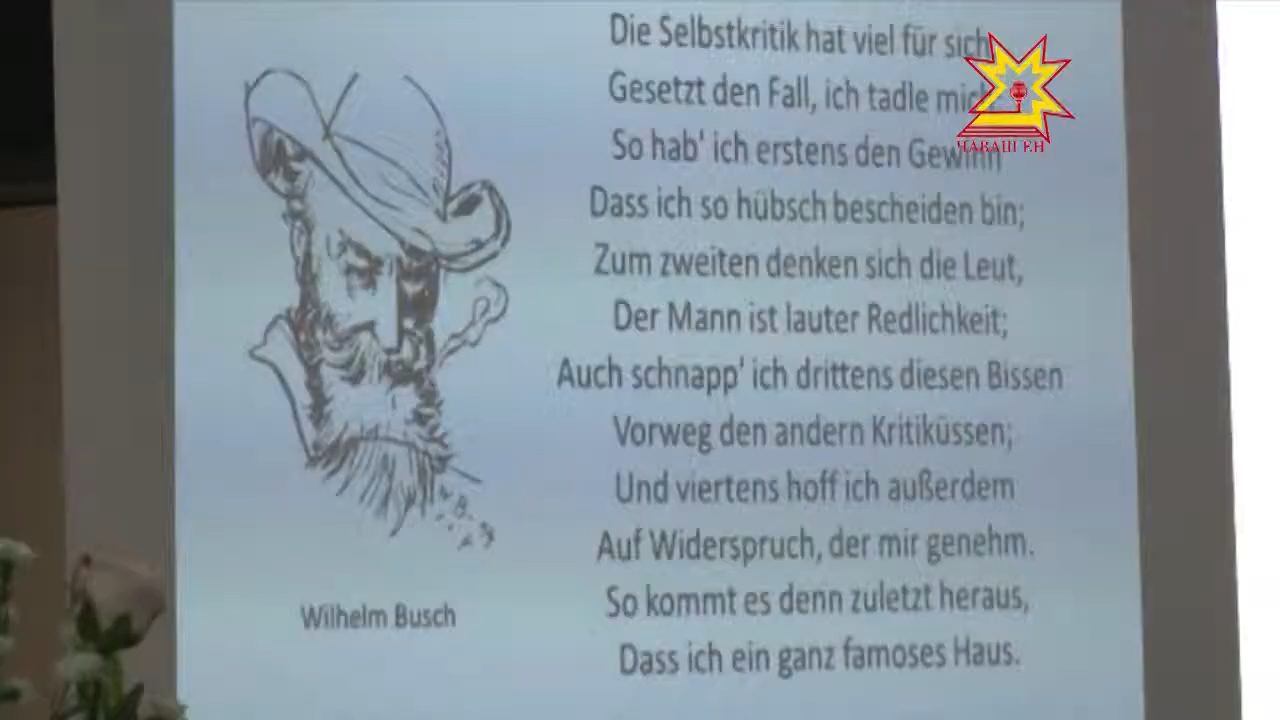 Die Selbstkritik hat viel für sich
Gesetzt den Fall, ich tadle mich
So hab' ich erstens den Gewinn
Dass ich so hübsch bescheiden bin;
Zum zweiten denken sich die Leut,
Der Mann ist lauter Redlichkeit;
Auch schnapp' ich drittens diesen Bissen
Vorweg den andern Kritiküssen;
Und viertens hoff ich außerdem
Auf Widerspruch, der mir genehm.
So kommt es denn zuletzt heraus,
Dass ich ein ganz famoses Haus.
Wilhelm Busch
ЧĂВАШ ЕН